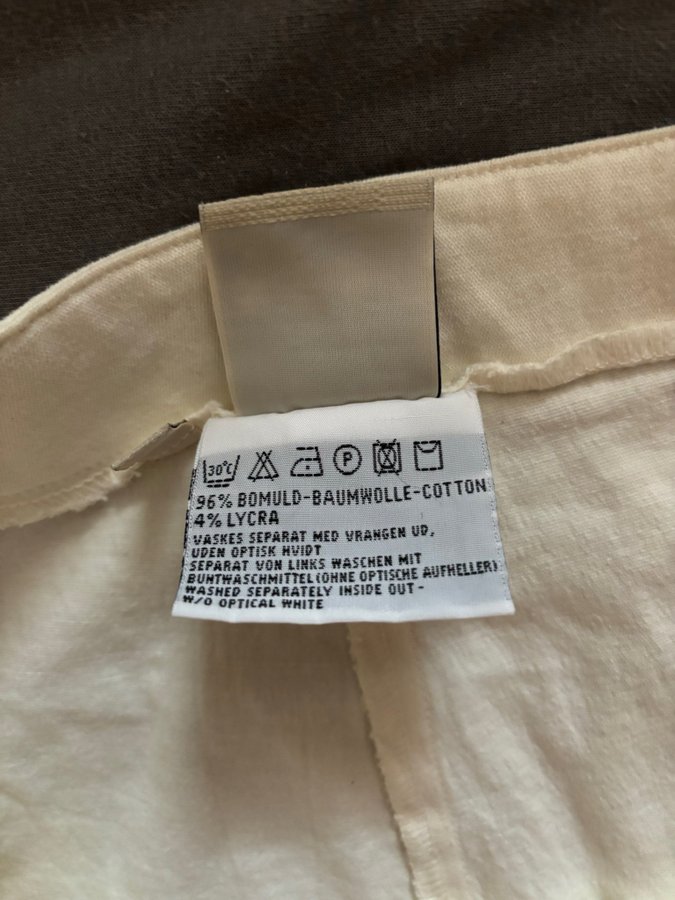 30°C P
96% BOMULD-BAUMWOLLE-COTTON
4% LYCRA
VASKES SEPARAT MED VRANGEN UD,
UDEN OPTISK HVIDT
SEPARAT VON LINKS WASCHEN MIT
BUNTWASCHMITTEL(OHNE OPTISCHE AUFHELLER)
WASHED SEPARATELY INSIDE OUT-
W/O OPTICAL WHITE